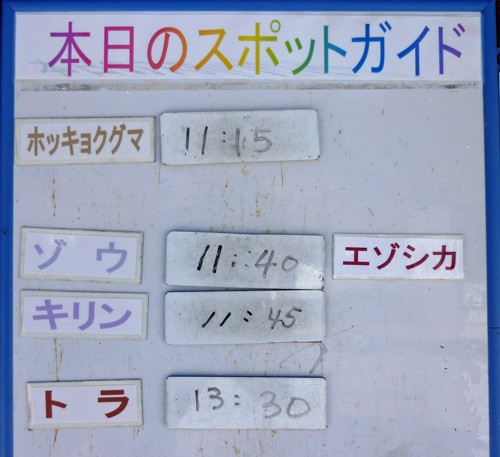 本日のスポットガイド
ホッキョクグマ 11:15
ゾウ 11:40 エゾシカ
キリン 11:45
トラ 13:30